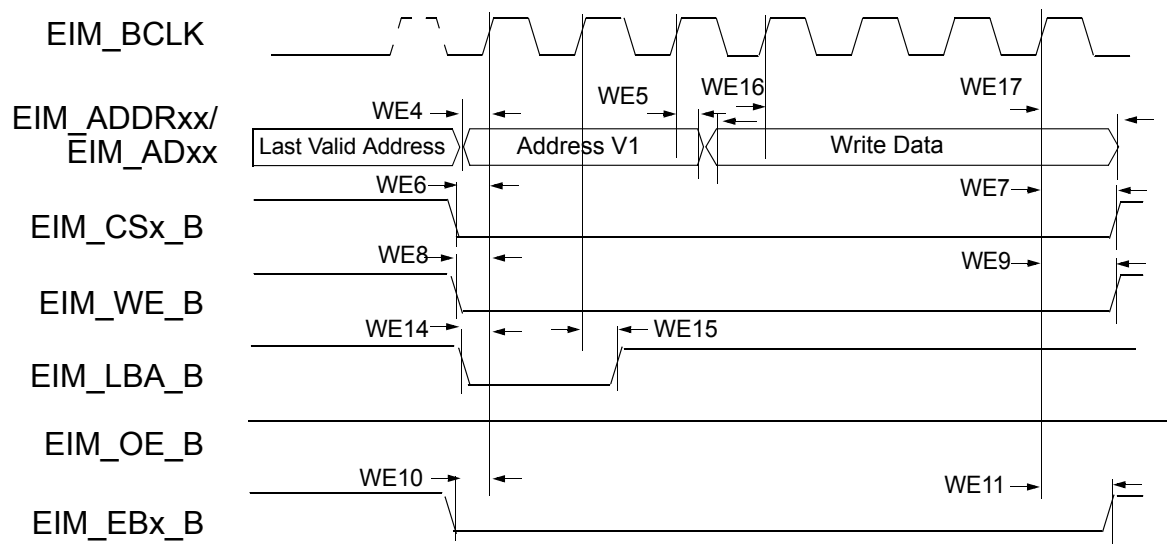 EIM_BCLK
WE16
WE5
WE17
WE4
EIM_ADDRxx/
EIM_ADxx
Last Valid Address
Address V1
Write Data
WE6
WE7
EIM_CSx_B
WE8
WE9
EIM_WE_B
WE14
WE15
EIM_LBA_B
EIM_OE_B
WE10
WE11
EIM_EBx_B